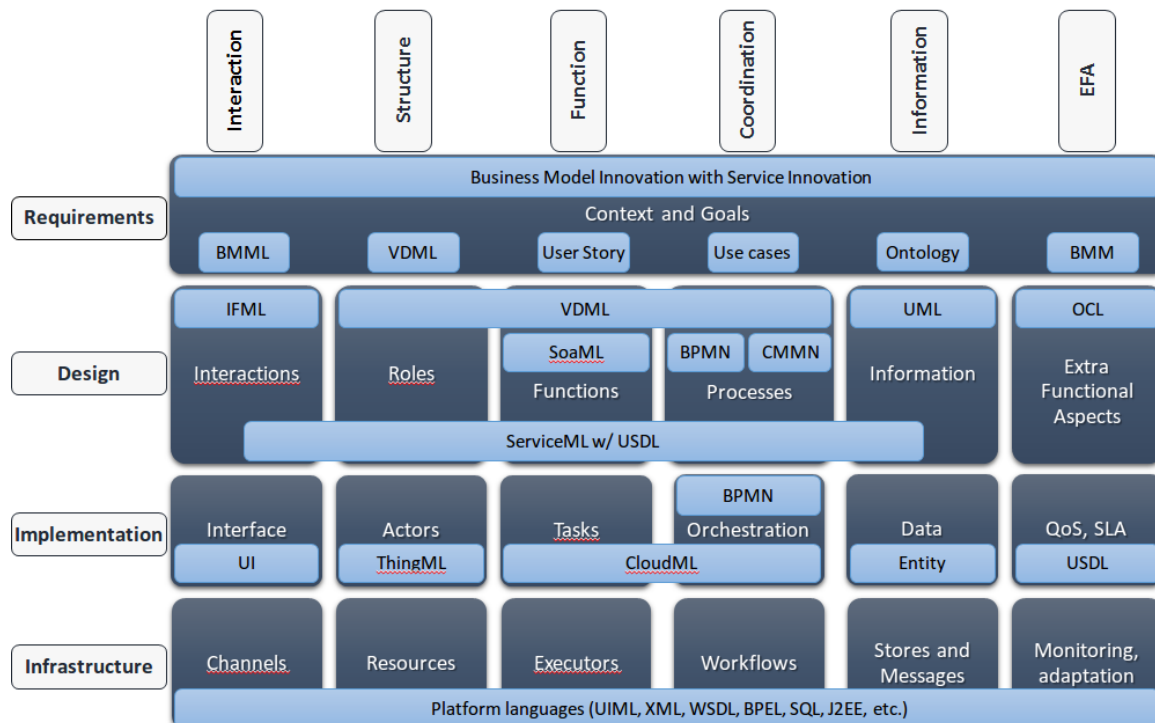 Interaction
Structure
Function
Coordination
Information
EFA
Requirements
Business Model Innovation with Service Innovation
Context and Goals
BMML
VDML
User Story
Use cases
Ontology
BMM
Design
IFML
VDML
UML
OCL
SoaML
BPMN
CMMN
Interactions
Roles
Functions
Processes
Information
Extra
Functional
Aspects
ServiceML w/ USDL
Implementation
BPMN
Interface
Actors
Tasks
Orchestration
Data
QoS, SLA
UI
ThingML
CloudML
Entity
USDL
Infrastructure
Channels
Resources
Executors
Workflows
Stores and
Messages
Monitoring,
adaptation
Platform languages (UIML, XML, WSDL, BPEL, SQL, J2EE, etc.)